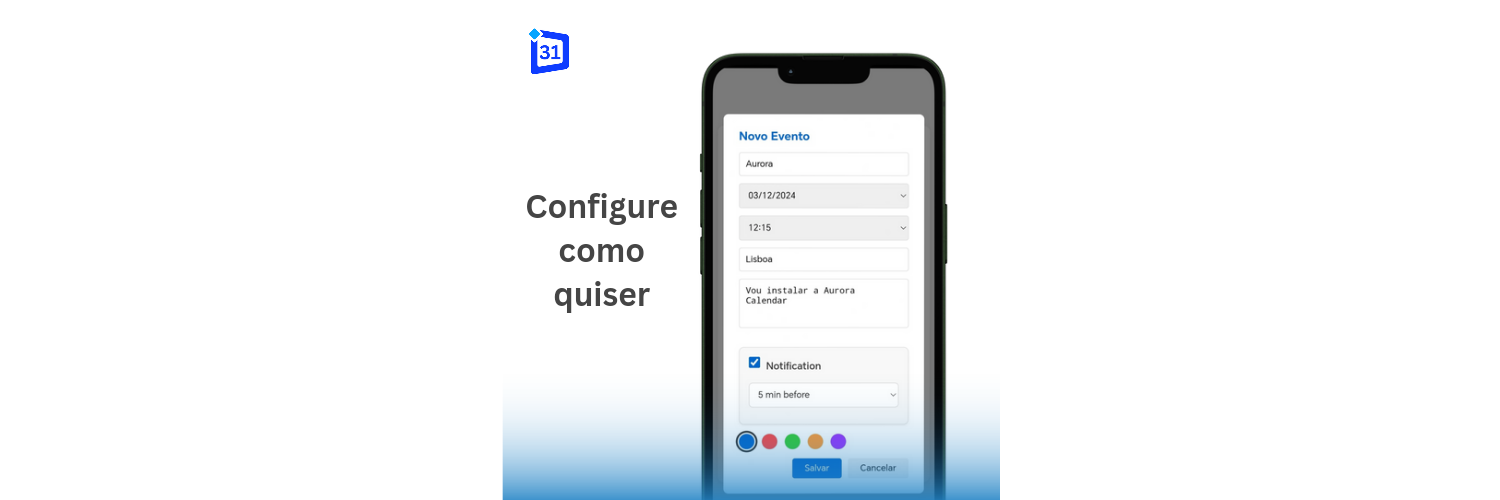 31
Configure
como
quiser
Novo Evento
Aurora
03/12/2024
12:15
Lisboa
Vou instalar a Aurora
Calendar
Notification
5 min before
Salvar Cancelar